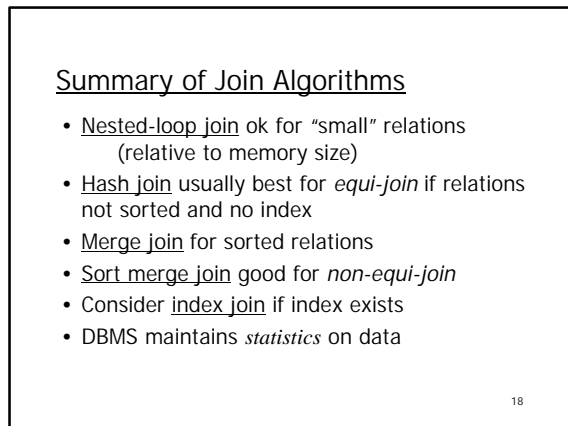 Summary of Join Algorithms
• Nested-loop join ok for “small” relations
(relative to memory size)
• Hash join usually best for equi-join if relations
not sorted and no index
• Merge join for sorted relations
• Sort merge join good for non-equi-join
• Consider index join if index exists
• DBMS maintains statistics on data
18